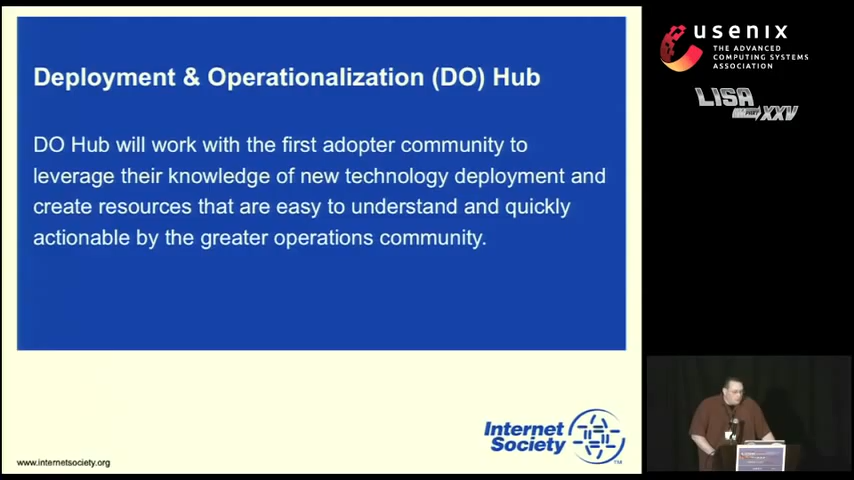 Deployment & Operationalization (DO) Hub
DO Hub will work with the first adopter community to
leverage their knowledge of new technology deployment and
create resources that are easy to understand and quickly
actionable by the greater operations community.
Internet
Society
TM
www.internetsociety.org
usenix
THE ADVANCED
COMPUTING SYSTEMS
ASSOCIATION
LISA
XXV